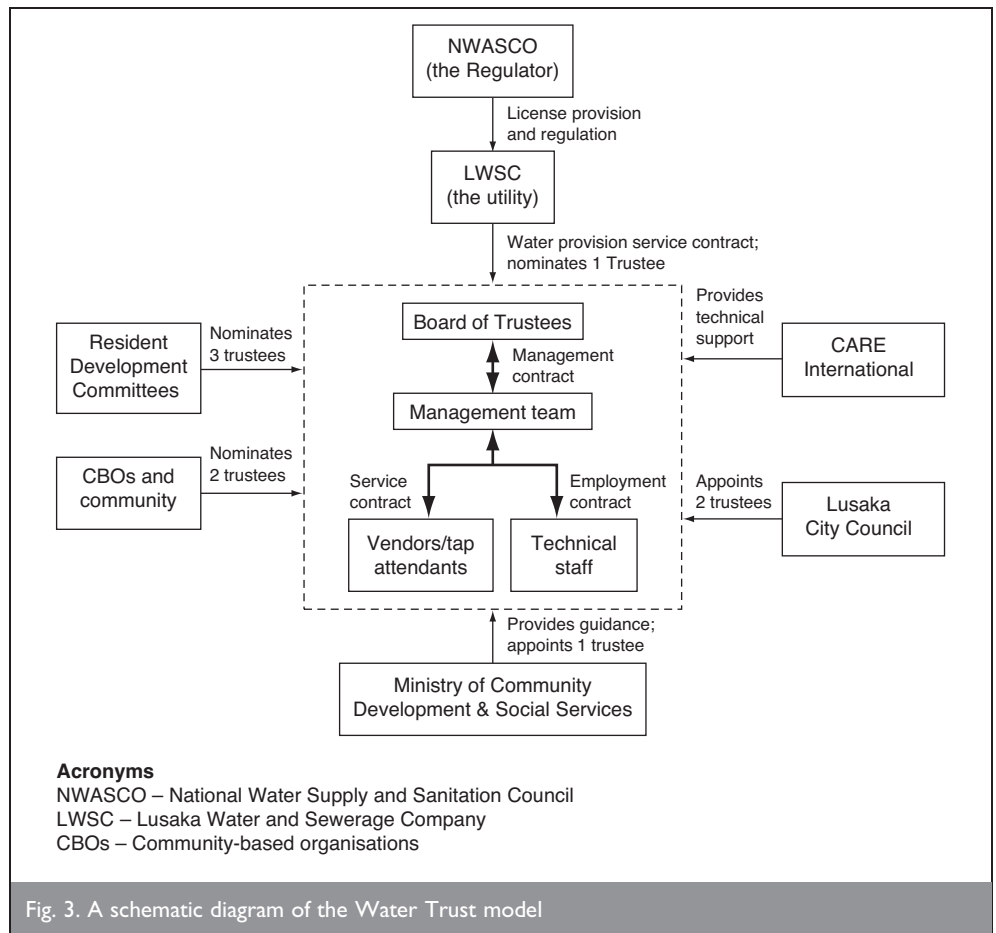 NWASCO
(the Regulator)
License provision
and regulation
LWSC
(the utility)
Water provision service contract;
nominates 1 Trustee
Resident
Development
Committees
Nominates
3 trustees
CBOs and
community
Nominates
2 trustees
Board of Trustees
Management
contract
Management team
Service
contract
Employment
contract
Vendors/tap
attendants
Technical
staff
Provides
technical
support
CARE
International
Appoints
2 trustees
Lusaka
City Council
Provides guidance;
appoints 1 trustee
Ministry of Community
Development & Social Services
Acronyms
NWASCO – National Water Supply and Sanitation Council
LWSC – Lusaka Water and Sewerage Company
CBOs – Community-based organisations
Fig. 3. A schematic diagram of the Water Trust model